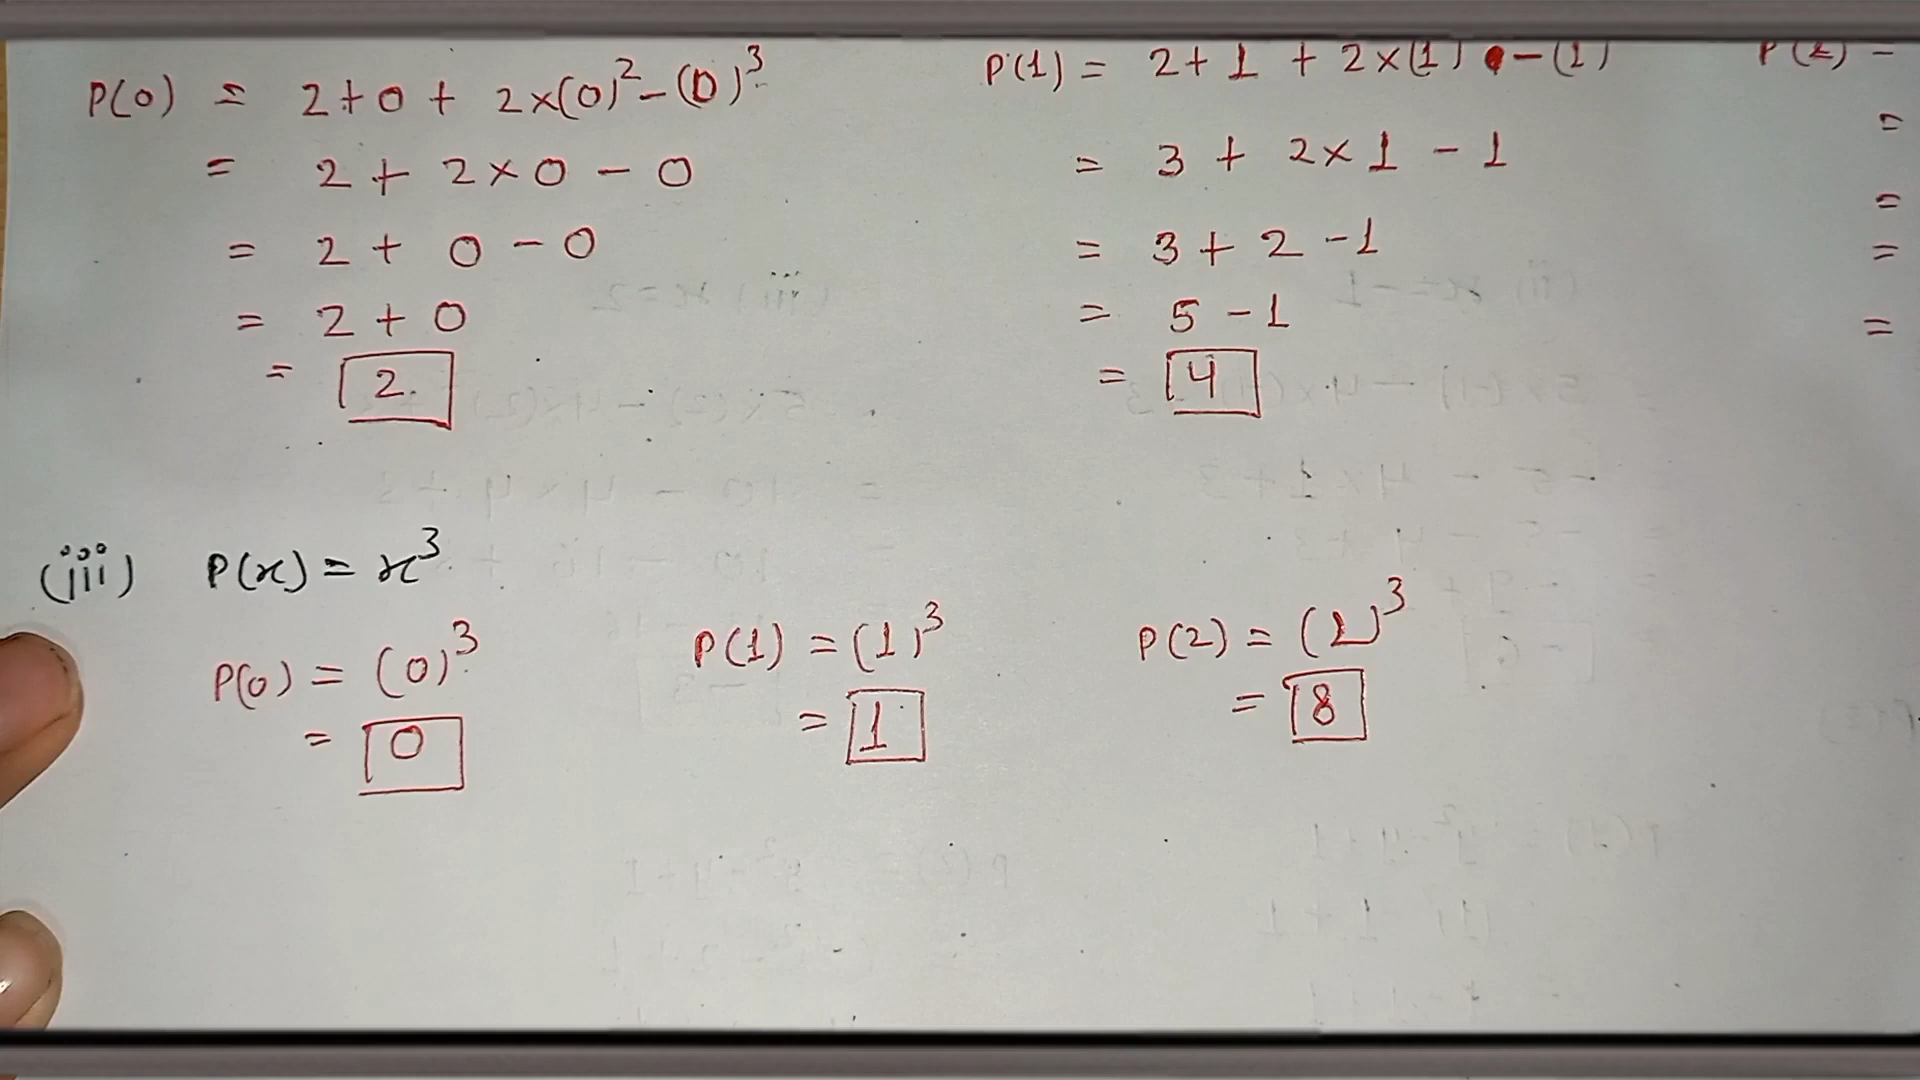 P(0) = 2+0+ 2×(0)²-(0)³
= 2+ 2×0-0
= 2+ 0-0
= 2+0
= 2
P(1) = 2+1 + 2×(1) -(1)
= 3 + 2×1 - 1
= 3+2-1
= 5-1
= 4
P(2) =
=
=
=
=
(iii) P(x) = x³
P(0) = (0)³
= 0
P(1) = (1)³
= 1
P(2) = (2)³
= 8